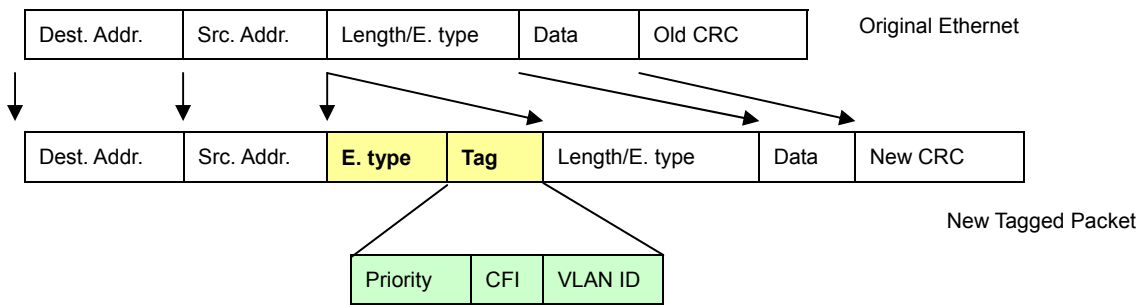 Dest. Addr. Src. Addr. Length/E. type Data Old CRC Original Ethernet
Dest. Addr. Src. Addr. E. type Tag Length/E. type Data New CRC
New Tagged Packet
Priority CFI VLAN ID